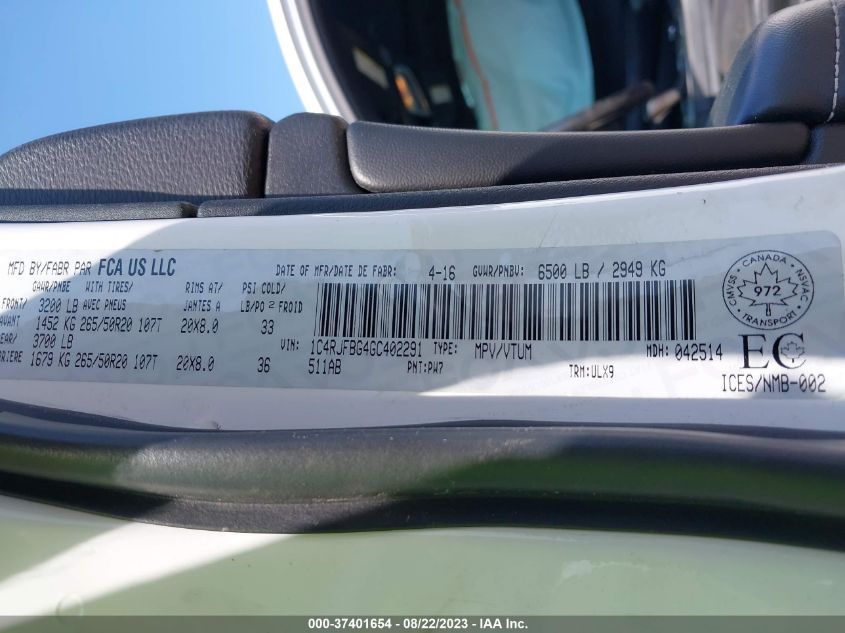 MFD BY/FABR PAR FCA US LLC
DATE OF MFR/DATE DE FABR: 4-16 GVWR/PNBV: 6500 LB / 2949 KG
GAWR/PNBE WITH TIRES/ RIMS AT/ PSI COLD/
FRONT/ 3200 LB AVEC PNEUS JANTES A LB/PO 2 FROID
AVANT 1452 KG 265/50R20 107T 20X8.0 33
REAR/ 3700 LB
ARRIERE 1679 KG 265/50R20 107T 20X8.0 36
VIN: 1C4RJFBG4GC402291 TYPE: MPV/VTUM MDH: 042514
511AB PNT:PW7 TRM:ULX9
CANADA
CMVSS 972 NSVAC
TRANSPORT
EC
ICES/NMB-002
000-37401654 - 08/22/2023 - IAA Inc.